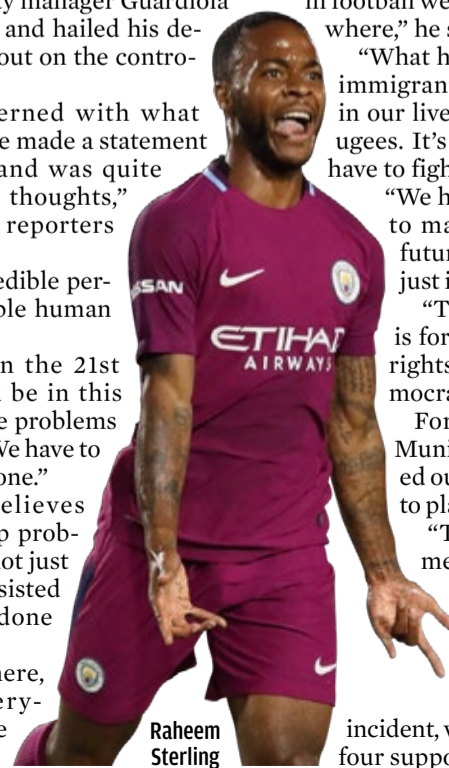 y manager Guardiola
and hailed his de-
out on the contro-
erned with what
e made a statement
and was quite
thoughts,"
reporters
edible per-
ble human
n the 21st
be in this
e problems
We have to
one."
elieves
p prob-
not just
sisted
done
here,
ery-
e
NISSAN
ETIHAD
AIRWAYS
Raheem
Sterling
in football we
where," he s
"What h
immigran
in our live
ugees. It's
have to figh
"We h
to ma
futur
just i
"T
is for
rights
mocra
For
Muni
ed ou
to pla
"T
me
incident, v
four suppo